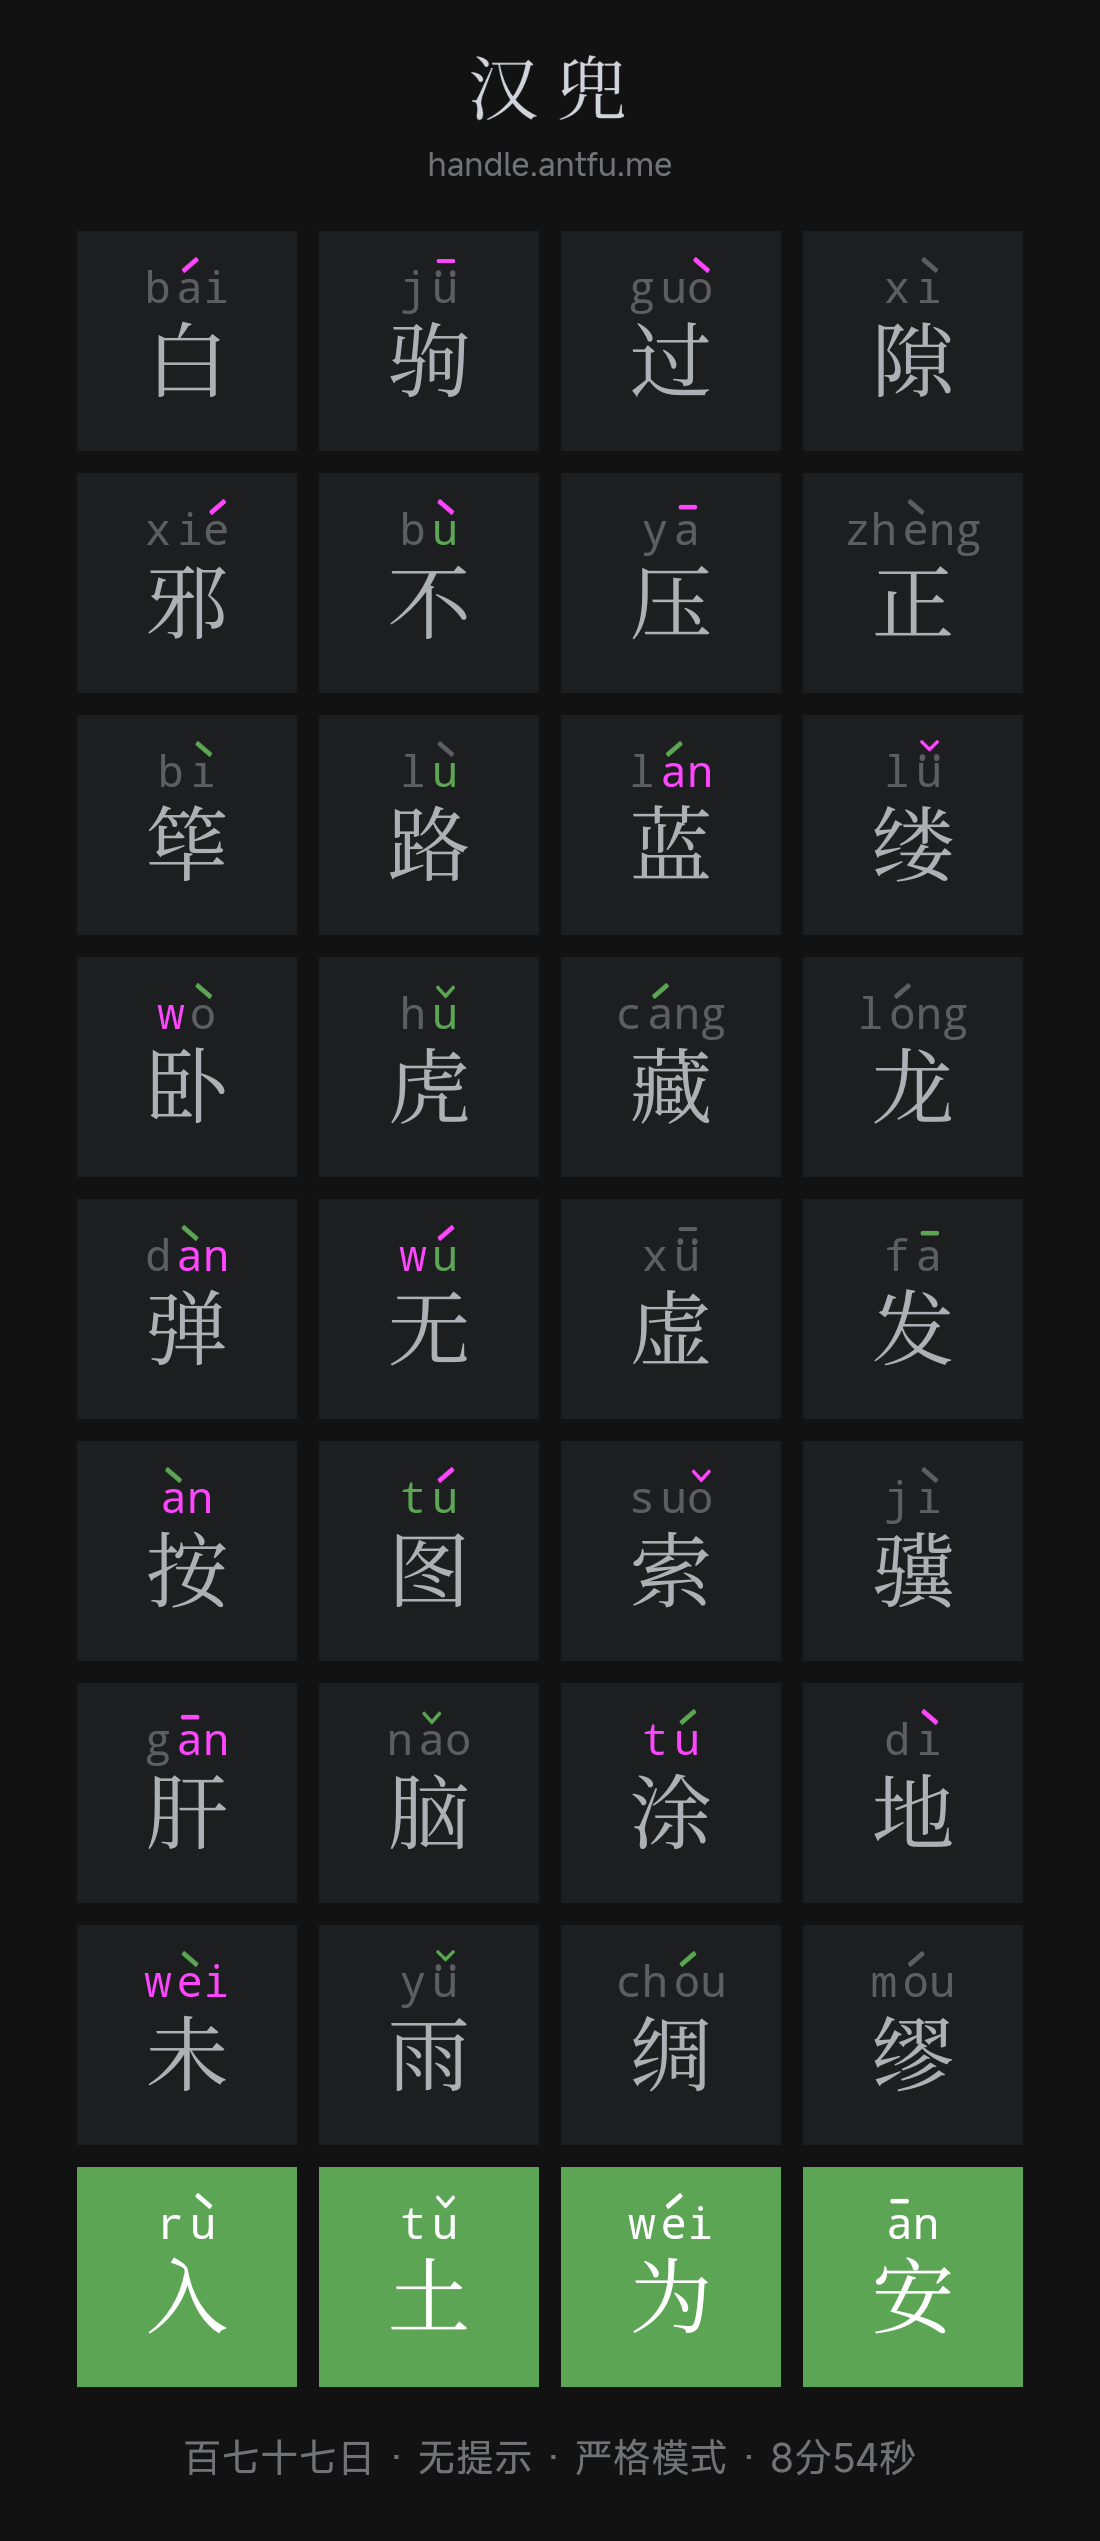 汉兜
handle.antfu.me
bái jǖ guò xì
白 驹 过 隙
xié bù yā zhèng
邪 不 压 正
bì lù lán lǚ
筚 路 蓝 缕
wò hǔ cáng lóng
卧 虎 藏 龙
dàn wú xǖ fā
弹 无 虚 发
àn tú suǒ jì
按 图 索 骥
gān nǎo tú dì
肝 脑 涂 地
wèi yǚ chóu móu
未 雨 绸 缪
rù tǔ wéi ān
入 土 为 安
百七十七日 · 无提示 · 严格模式 · 8分54秒